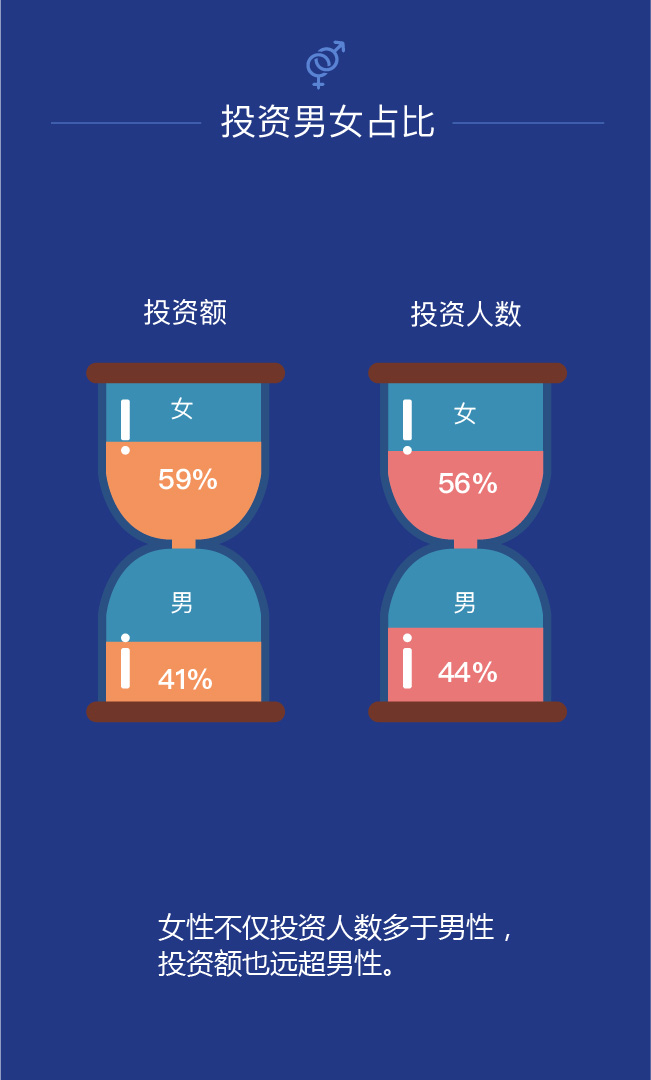 投资男女占比
投资额
投资人数
女
女
59%
56%
男
男
41%
44%
女性不仅投资人数多于男性，
投资额也远超男性。